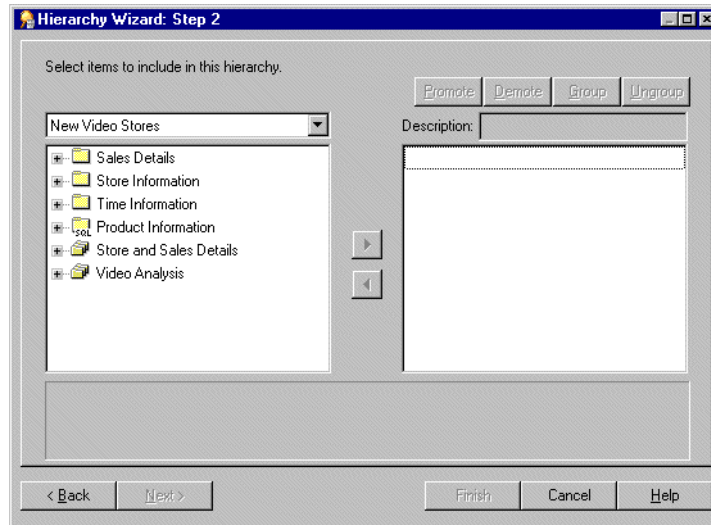 Hierarchy Wizard: Step 2
Select items to include in this hierarchy.
Promote Demote Group Ungroup
New Video Stores
Description:
Sales Details
Store Information
Time Information
SQL Product Information
Store and Sales Details
Video Analysis
< Back Next > Finish Cancel Help